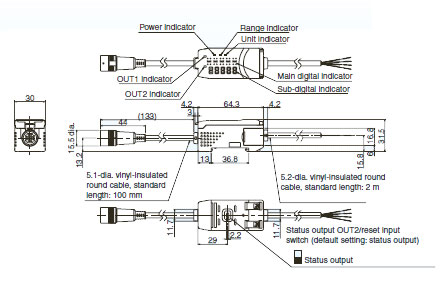 Power indicator
Range indicator
Unit indicator
OUT1 indicator
Main digital indicator
OUT2 indicator
Sub-digital indicator
4.2
64.3
4.2
30
(133)
3
44
15.5 dia.
13.2
13
36.8
15.8
6
16.8
31.5
5.1-dia. vinyl-insulated
round cable, standard
length: 100 mm
5.2-dia. vinyl-insulated round
cable, standard length: 2 m
11.7
11.7
29
2.2
Status output OUT2/reset input
switch (default setting: status output)
Status output